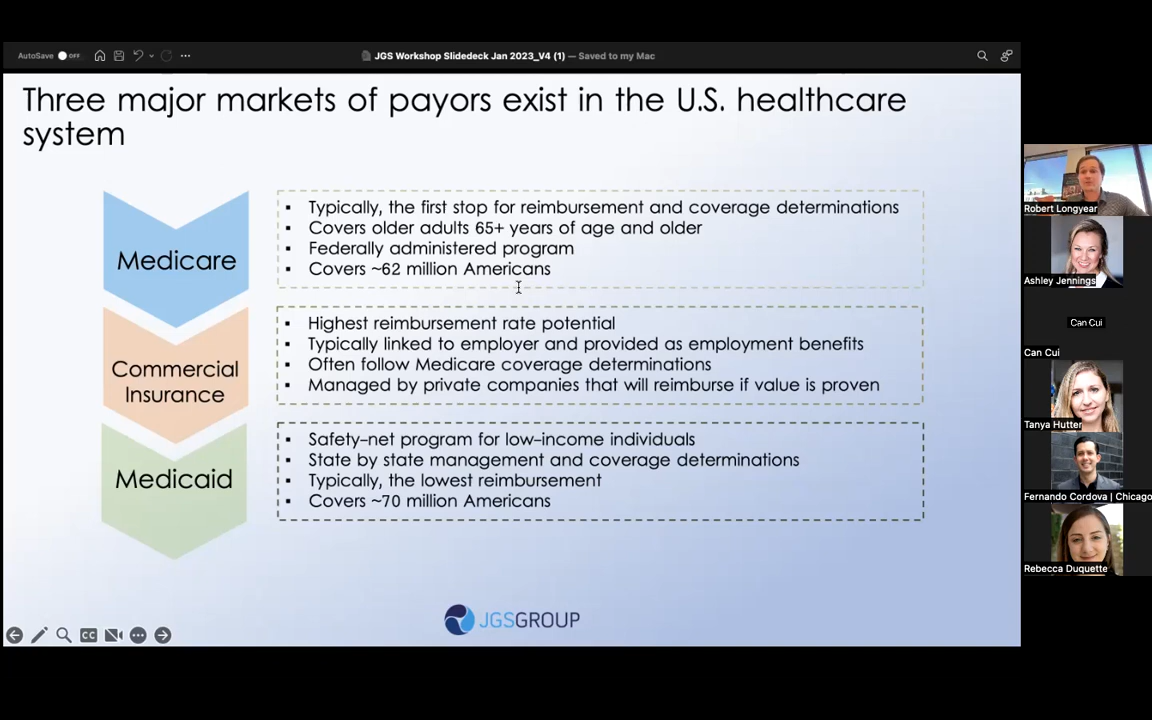 AutoSave OFF
JGS Workshop Slidedeck Jan 2023_V4 (1) — Saved to my Mac
Three major markets of payors exist in the U.S. healthcare
system
Medicare
▪ Typically, the first stop for reimbursement and coverage determinations
▪ Covers older adults 65+ years of age and older
▪ Federally administered program
▪ Covers ~62 million Americans
Commercial
Insurance
▪ Highest reimbursement rate potential
▪ Typically linked to employer and provided as employment benefits
▪ Often follow Medicare coverage determinations
▪ Managed by private companies that will reimburse if value is proven
Medicaid
▪ Safety-net program for low-income individuals
▪ State by state management and coverage determinations
▪ Typically, the lowest reimbursement
▪ Covers ~70 million Americans
JGSGROUP
CC
Robert Longyear
Ashley Jennings
Can Cui
Can Cui
Tanya Hutter
Fernando Cordova | Chicago
Rebecca Duquette